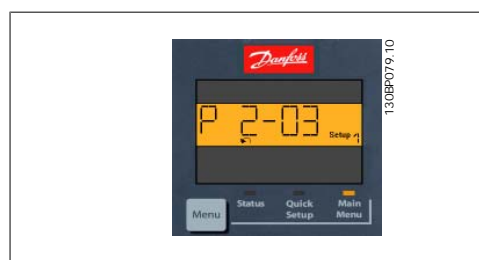 Danfoss
P 2-03
Setup 1
Status
Quick Setup
Main Menu
Menu
130BP079.10